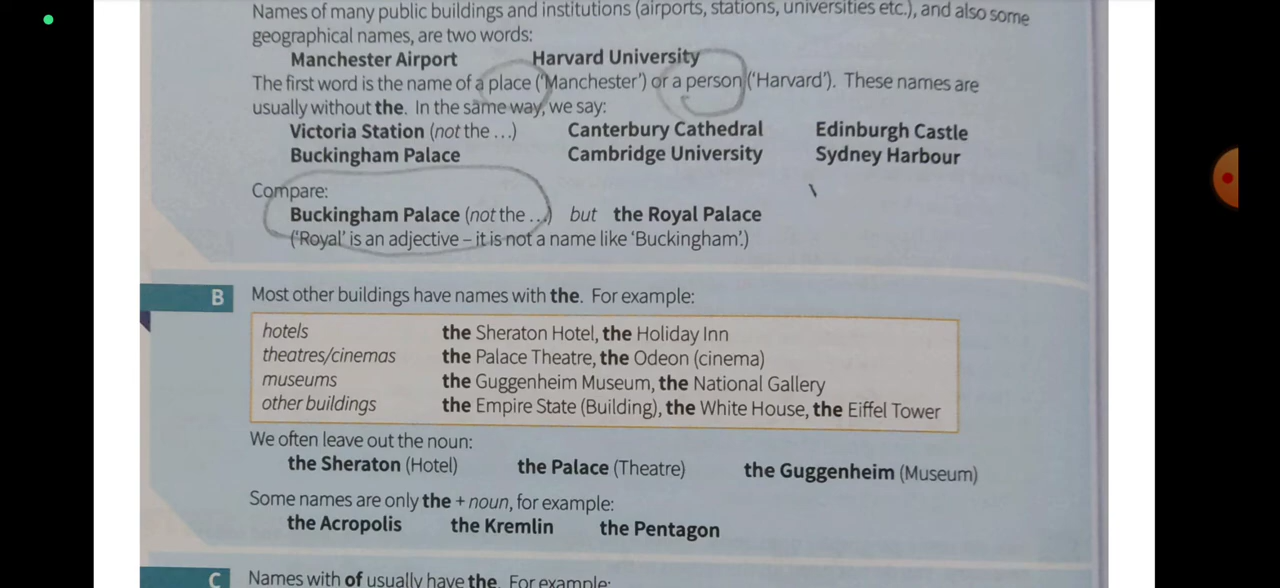 Names of many public buildings and institutions (airports, stations, universities etc.), and also some
geographical names, are two words:
Manchester Airport Harvard University
The first word is the name of a place ('Manchester') or a person ('Harvard'). These names are
usually without the. In the same way, we say:
Victoria Station (not the ...) Canterbury Cathedral Edinburgh Castle
Buckingham Palace Cambridge University Sydney Harbour
Compare:
Buckingham Palace (not the ...) but the Royal Palace
('Royal' is an adjective – it is not a name like 'Buckingham'.)
B Most other buildings have names with the. For example:
hotels the Sheraton Hotel, the Holiday Inn
theatres/cinemas the Palace Theatre, the Odeon (cinema)
museums the Guggenheim Museum, the National Gallery
other buildings the Empire State (Building), the White House, the Eiffel Tower
We often leave out the noun:
the Sheraton (Hotel) the Palace (Theatre) the Guggenheim (Museum)
Some names are only the + noun, for example:
the Acropolis the Kremlin the Pentagon
C Names with of usually have the. For example: